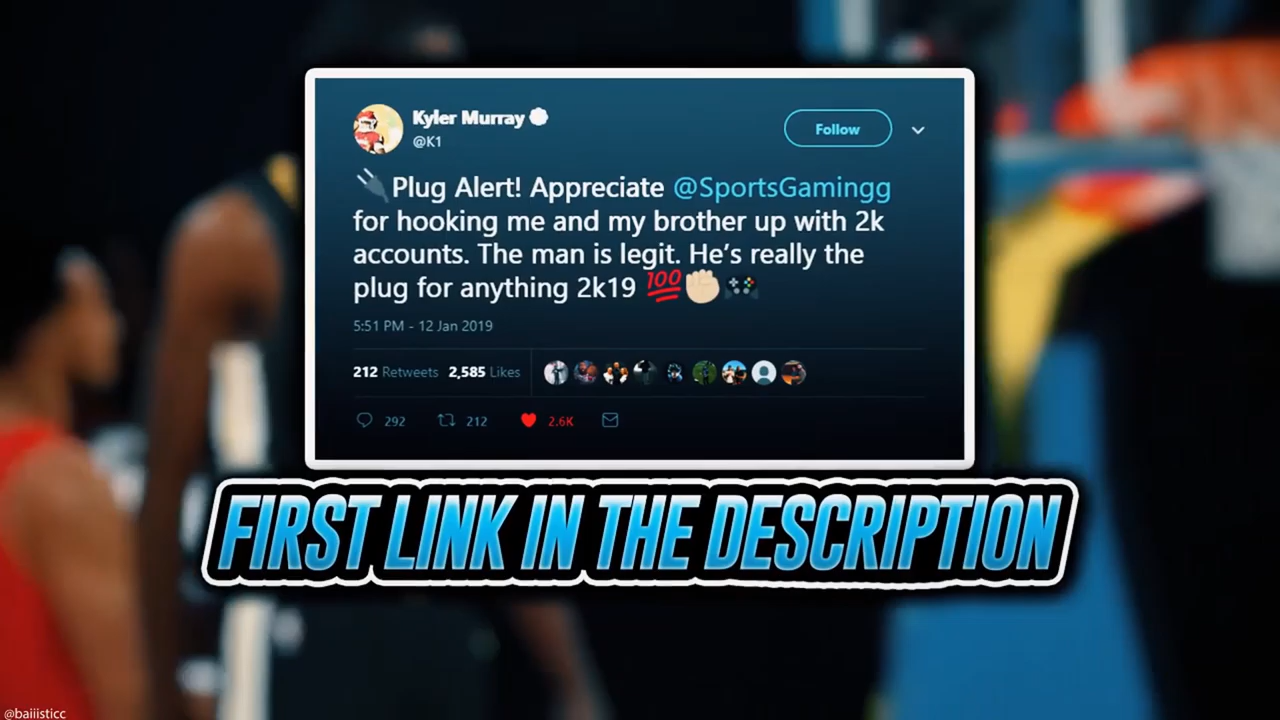 Kyler Murray
@K1
Follow
🔌Plug Alert! Appreciate @SportsGamingg
for hooking me and my brother up with 2k
accounts. The man is legit. He’s really the
plug for anything 2k19 💯✊🏼🎮
5:51 PM - 12 Jan 2019
212 Retweets 2,585 Likes
292 212 2.6K
FIRST LINK IN THE DESCRIPTION
@baiiisticc